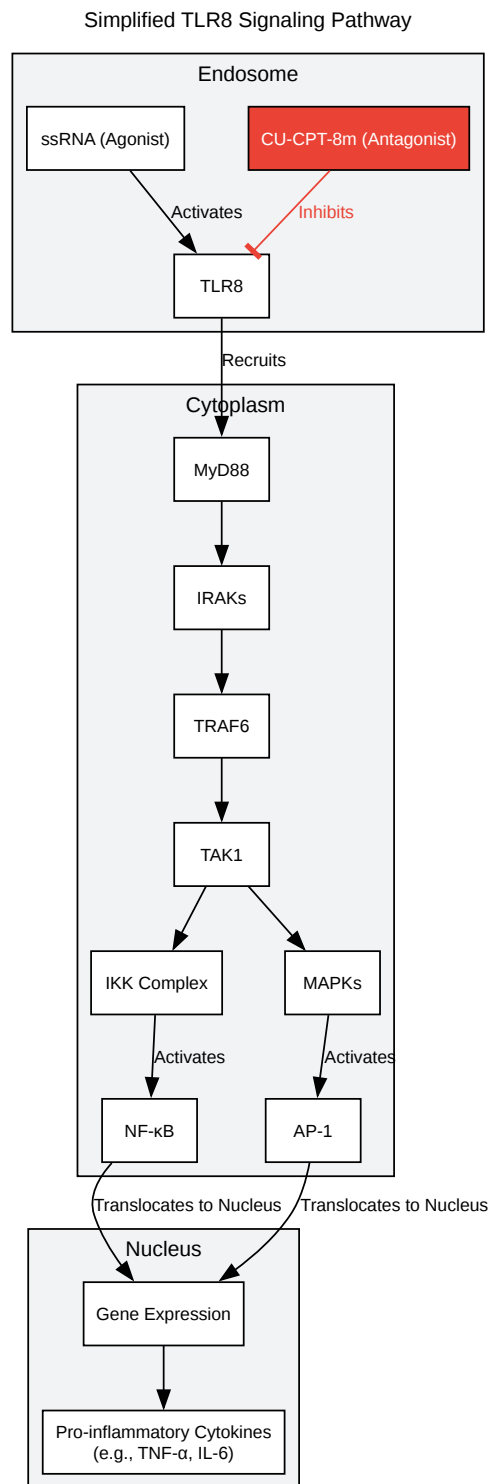 Simplified TLR8 Signaling Pathway
Endosome
ssRNA (Agonist)
CU-CPT-8m (Antagonist)
Activates
Inhibits
TLR8
Recruits
Cytoplasm
MyD88
IRAKs
TRAF6
TAK1
IKK Complex
MAPKs
Activates
Activates
NF-κB
AP-1
Translocates to Nucleus
Translocates to Nucleus
Nucleus
Gene Expression
Pro-inflammatory Cytokines
(e.g., TNF-α, IL-6)